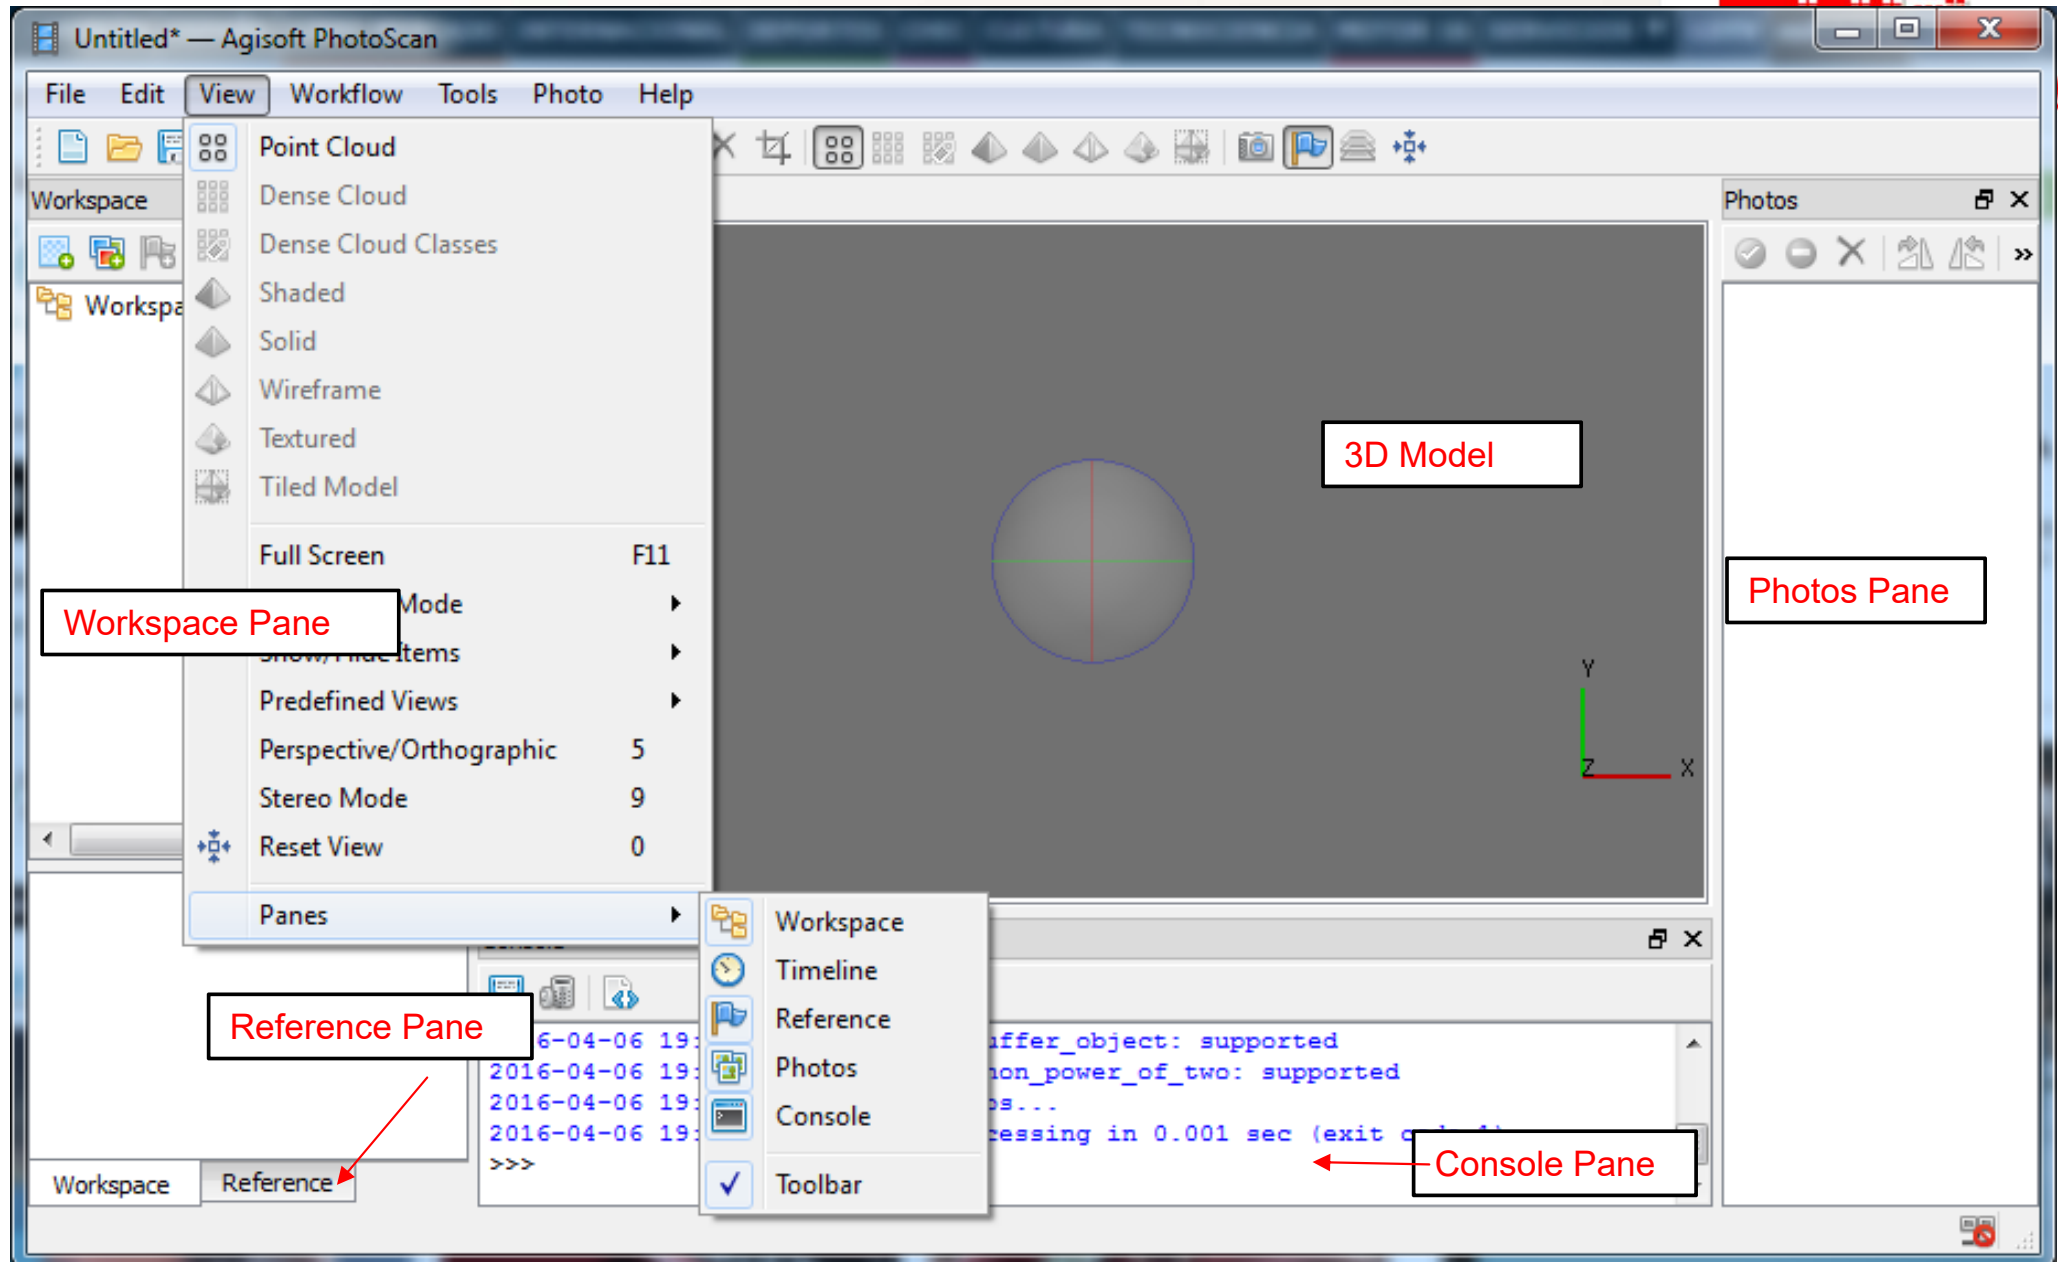 Untitled* — Agisoft PhotoScan
File Edit View Workflow Tools Photo Help
Point Cloud
Workspace
Dense Cloud
Photos
Dense Cloud Classes
Shaded
Solid
Wireframe
Textured
Tiled Model
3D Model
Full Screen F11
Mode
Photos Pane
Workspace Pane
Items
Predefined Views
Y
Perspective/Orthographic 5
Z X
Stereo Mode 9
Reset View 0
Panes
Workspace
Timeline
Reference
Photos
Console
Toolbar
Reference Pane
6-04-06 19: uffer_object: supported
2016-04-06 19: non_power_of_two: supported
2016-04-06 19: os...
2016-04-06 19: cessing in 0.001 sec (exit
>>>
Console Pane
Workspace Reference